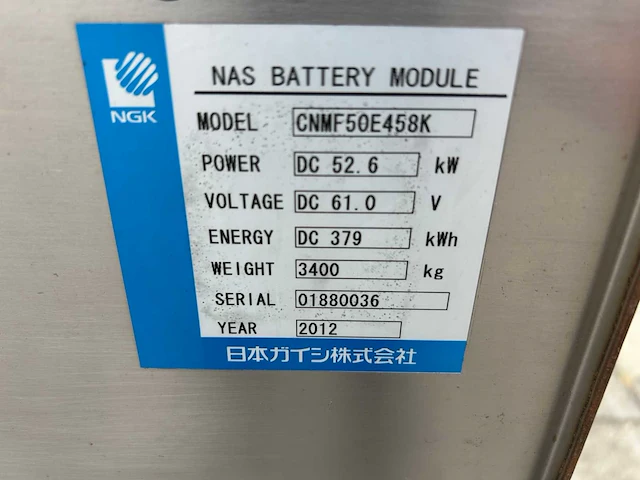 NGK
NAS BATTERY MODULE
MODEL CNMF50E458K
POWER DC 52.6 kW
VOLTAGE DC 61.0 V
ENERGY DC 379 kWh
WEIGHT 3400 kg
SERIAL 01880036
YEAR 2012
日本ガイシ株式会社